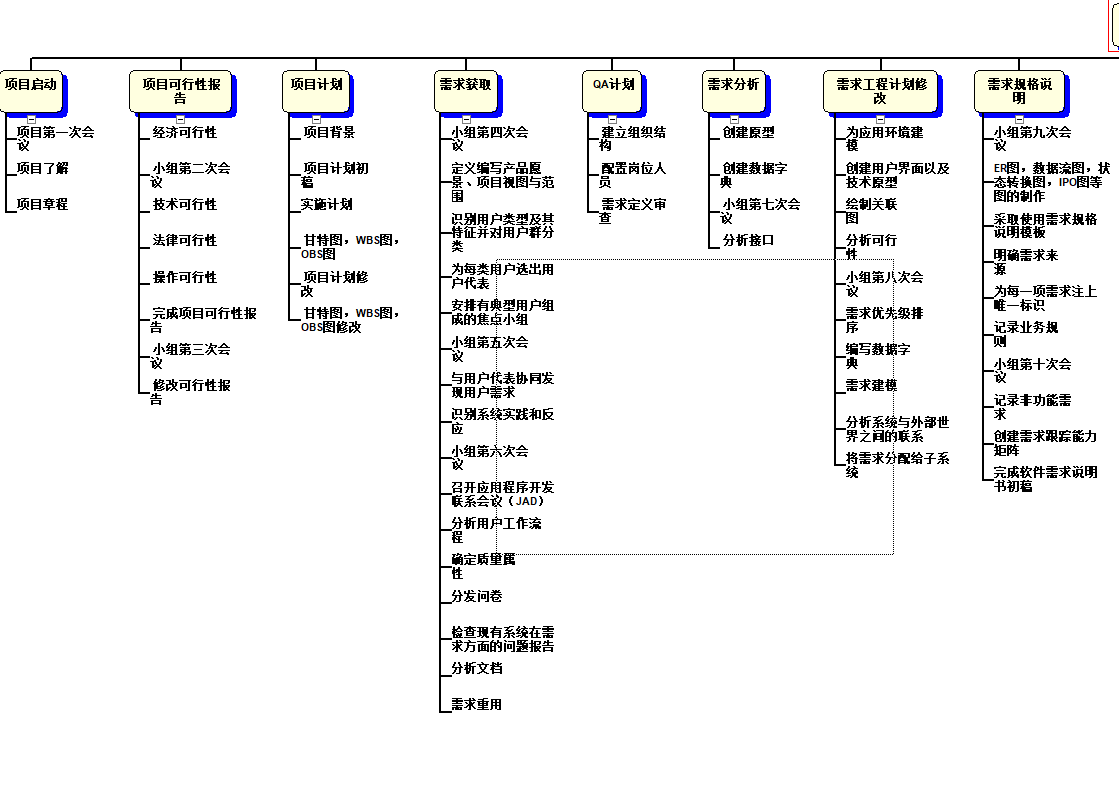 项目启动
项目第一次会
议
项目了解
项目章程
项目可行性报
告
经济可行性
小组第二次会
议
技术可行性
法律可行性
操作可行性
完成项目可行性报
告
小组第三次会
议
修改可行性报
告
项目计划
项目背景
项目计划初
稿
实施计划
甘特图，WBS图，
OBS图
项目计划修
改
甘特图，WBS图，
OBS图修改
需求获取
小组第四次会
议
定义编写产品愿
景、项目视图与范
围
识别用户类型及其
特征并对用户群分
类
为每类用户选出用
户代表
安排有典型用户组
成的焦点小组
小组第五次会
议
与用户代表协同发
现用户需求
识别系统实践和反
应
小组第六次会
议
召开应用程序开发
联系会议（JAD）
分析用户工作流
程
确定质量属
性
分发问卷
检查现有系统在需
求方面的问题报告
分析文档
需求重用
QA计划
建立组织结
构
配置岗位人
员
需求定义审
查
需求分析
创建原型
创建数据字
典
小组第七次会
议
分析接口
需求工程计划修
改
为应用环境建
模
创建用户界面以及
技术原型
绘制关联
图
分析可行
性
小组第八次会
议
需求优先级排
序
编写数据字
典
需求建模
分析系统与外部世
界之间的联系
将需求分配给子系
统
需求规格说
明
小组第九次会
议
ER图，数据流图，状
态转换图，IPO图等
图的制作
采取使用需求规格
说明模板
明确需求来
源
为每一项需求注上
唯一标识
记录业务规
则
小组第十次会
议
记录非功能需
求
创建需求跟踪能力
矩阵
完成软件需求说明
书初稿